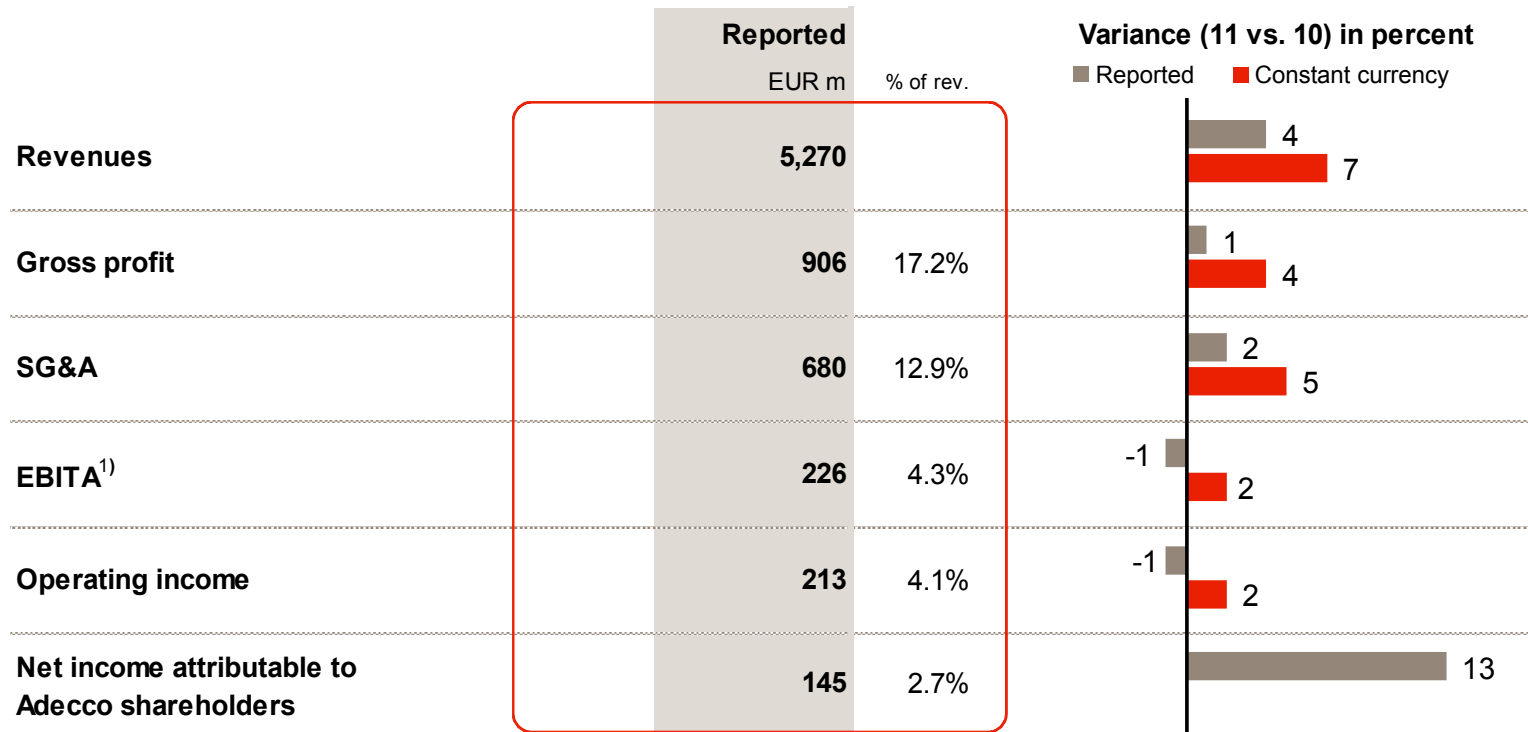 Reported Variance (11 vs. 10) in percent
EUR m % of rev. Reported Constant currency
Revenues 5,270 4
7
Gross profit 906 17.2% 1
4
SG&A 680 12.9% 2
5
EBITA1) 226 4.3% -1
2
Operating income 213 4.1% -1
2
Net income attributable to
Adecco shareholders 145 2.7% 13